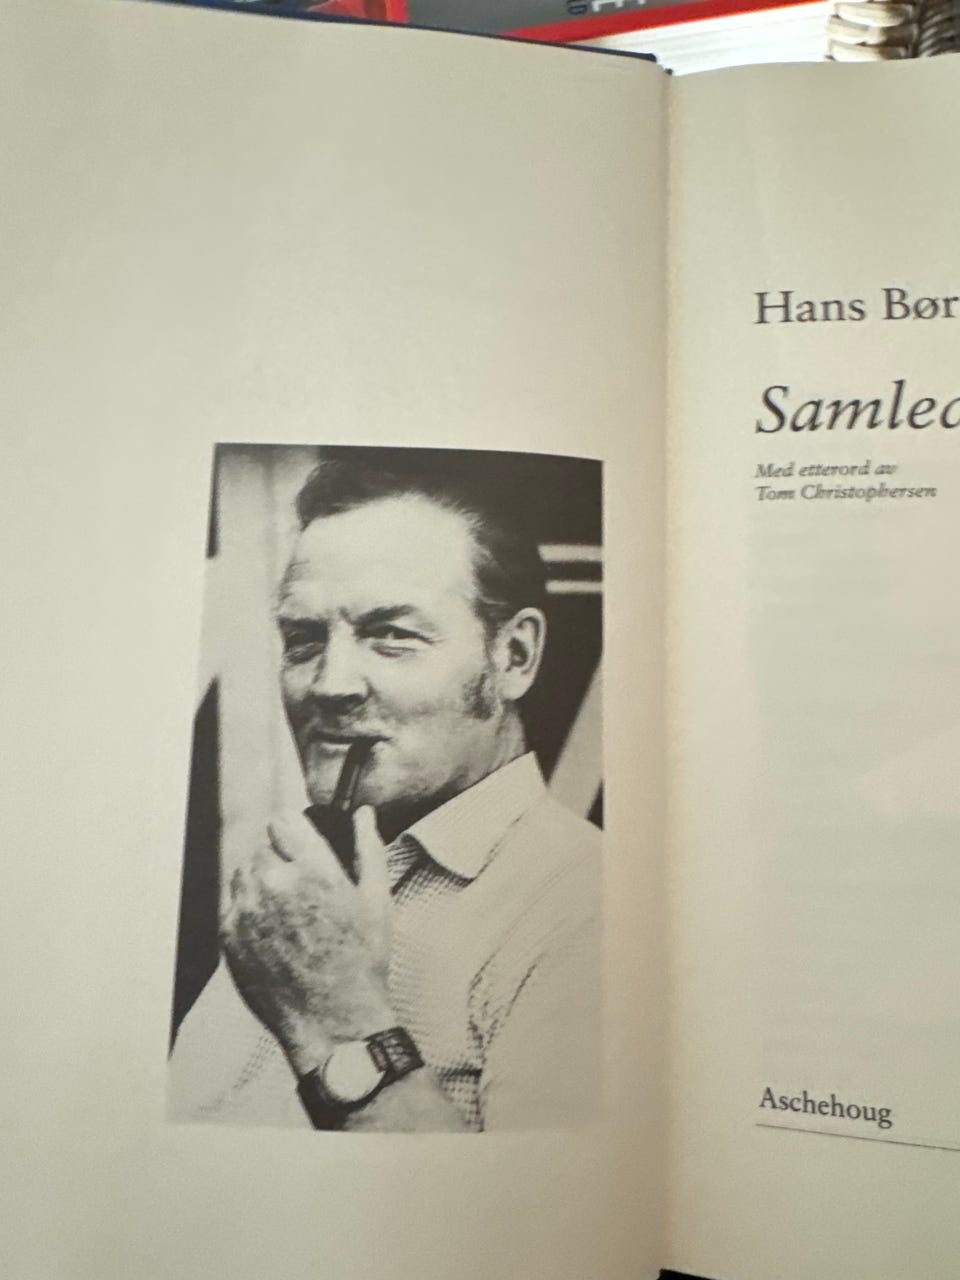 Hans Bør
Samled
Med etterord av
Tom Christophersen
Aschehoug